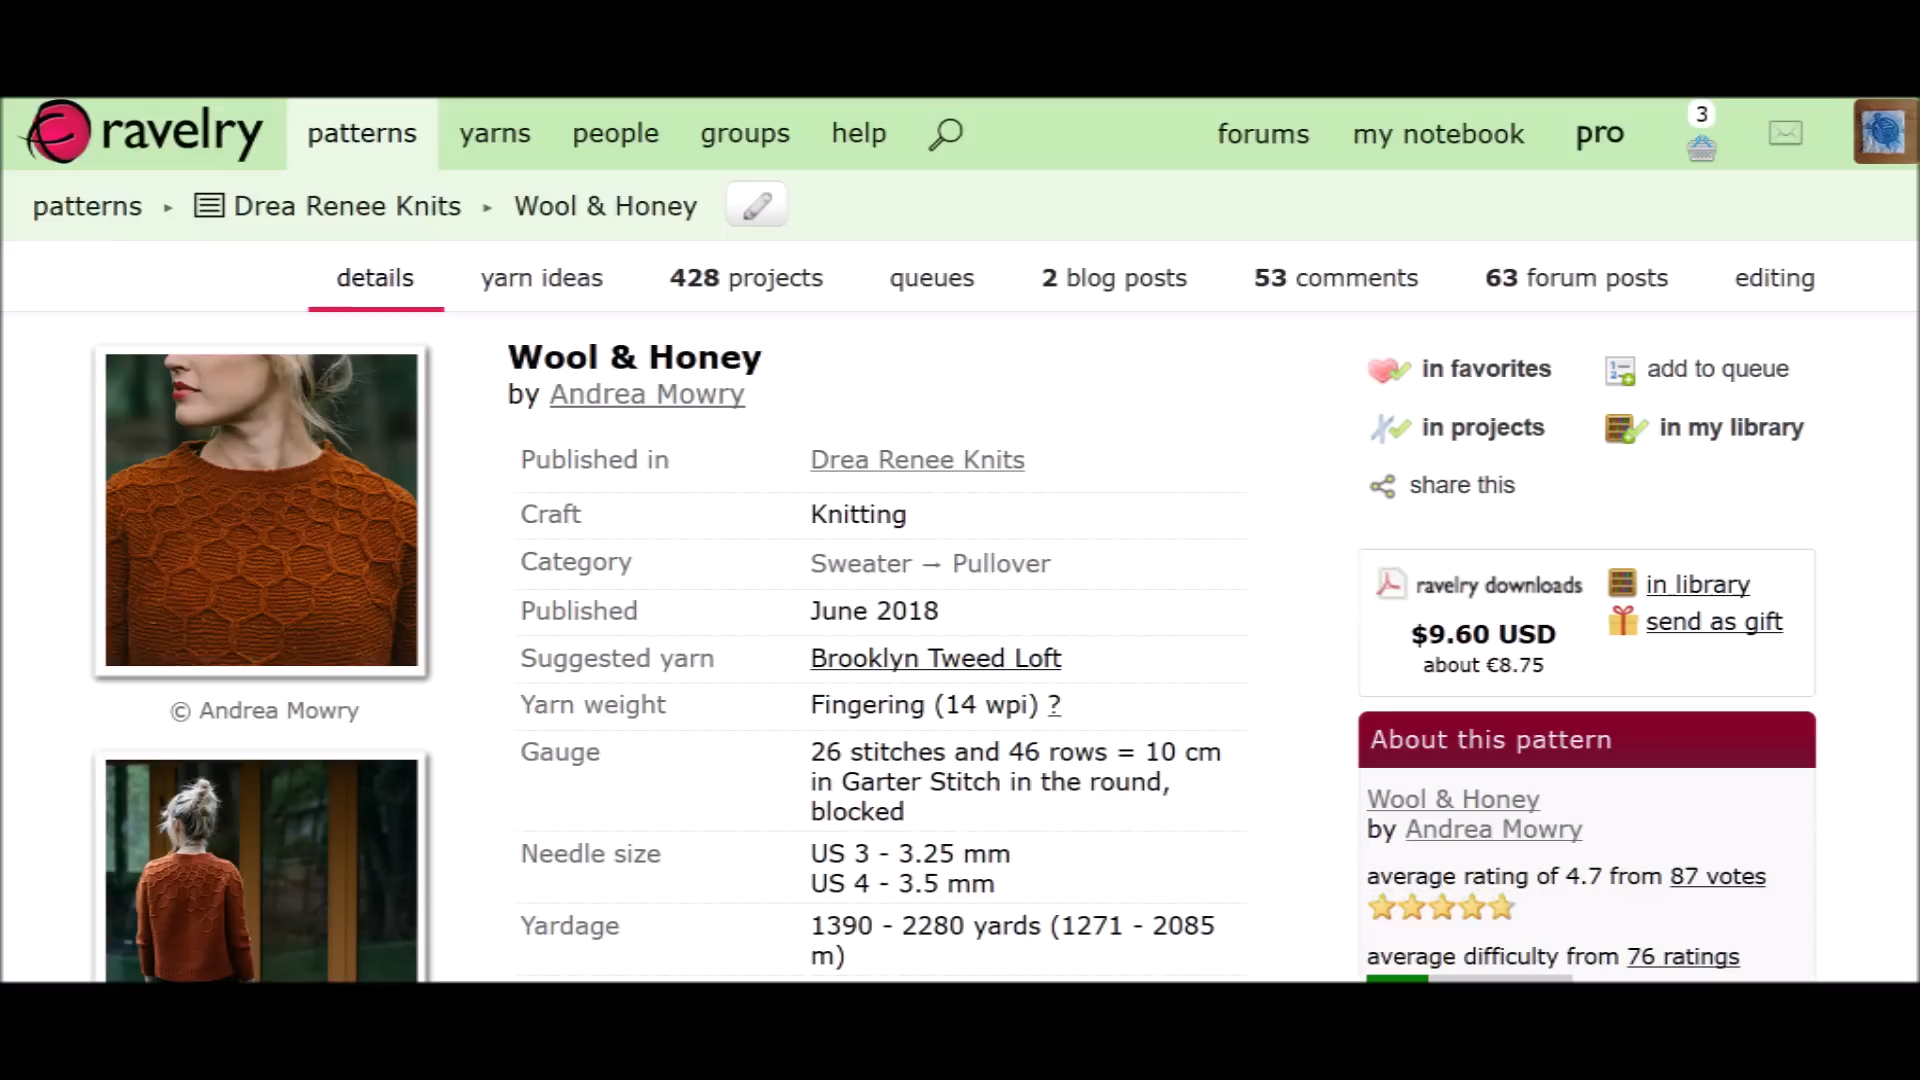 ravelry patterns yarns people groups help forums my notebook pro 3
patterns ▸ Drea Renee Knits ▸ Wool & Honey
details yarn ideas 428 projects queues 2 blog posts 53 comments 63 forum posts editing
Wool & Honey
by Andrea Mowry
Published in Drea Renee Knits
Craft Knitting
Category Sweater → Pullover
Published June 2018
Suggested yarn Brooklyn Tweed Loft
Yarn weight Fingering (14 wpi) ?
Gauge 26 stitches and 46 rows = 10 cm
in Garter Stitch in the round,
blocked
Needle size US 3 - 3.25 mm
US 4 - 3.5 mm
Yardage 1390 - 2280 yards (1271 - 2085
m)
© Andrea Mowry
in favorites add to queue
in projects in my library
share this
ravelry downloads in library
send as gift
$9.60 USD
about €8.75
About this pattern
Wool & Honey
by Andrea Mowry
average rating of 4.7 from 87 votes
average difficulty from 76 ratings